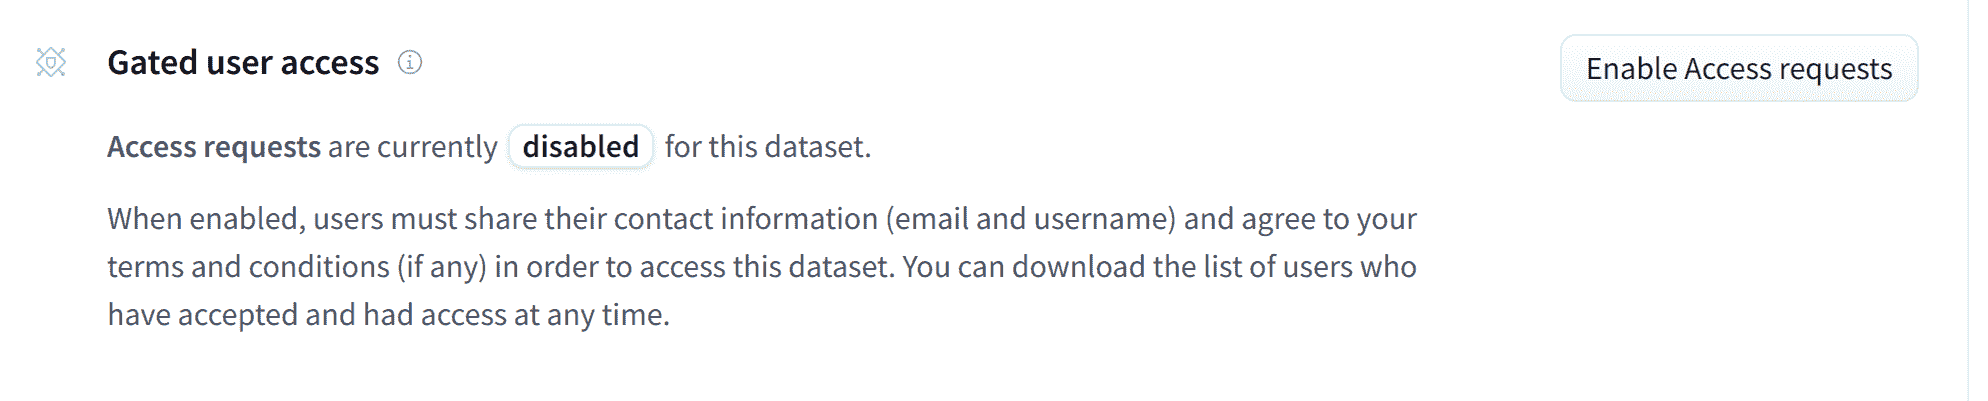 Gated user access
Enable Access requests
Access requests are currently disabled for this dataset.
When enabled, users must share their contact information (email and username) and agree to your
terms and conditions (if any) in order to access this dataset. You can download the list of users who
have accepted and had access at any time.